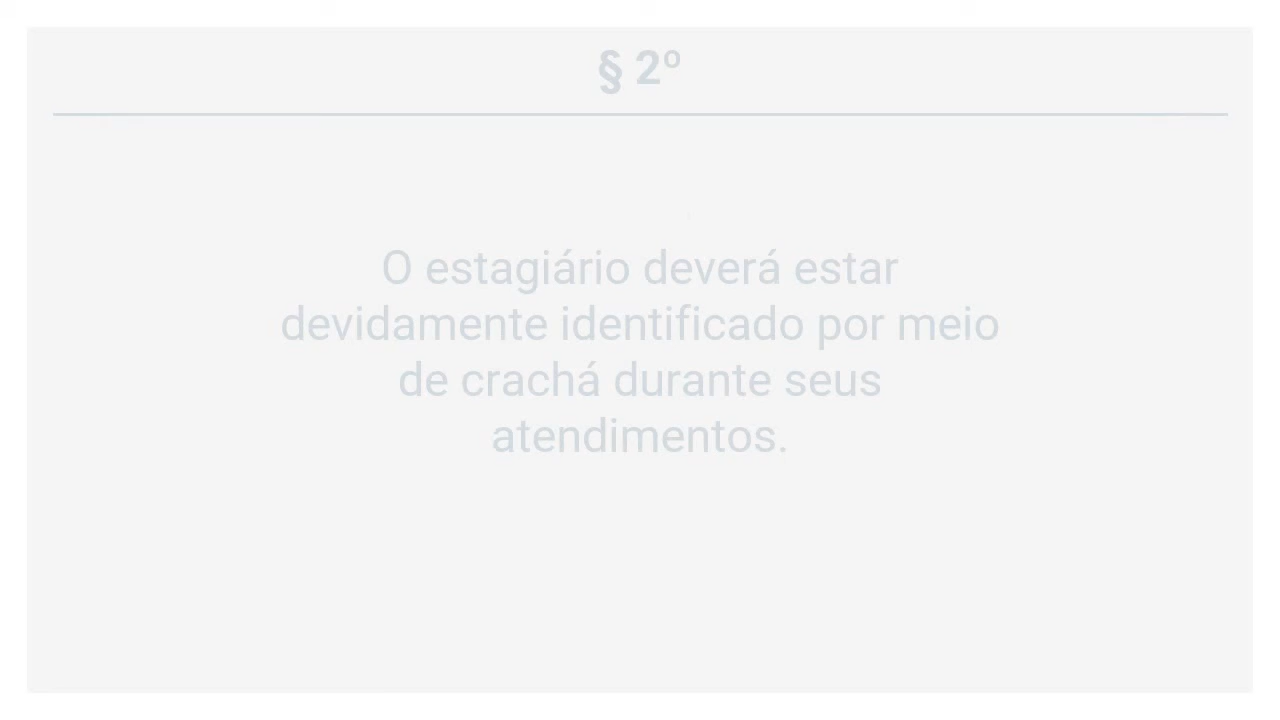 § 2º
O estagiário deverá estar
devidamente identificado por meio
de crachá durante seus
atendimentos.